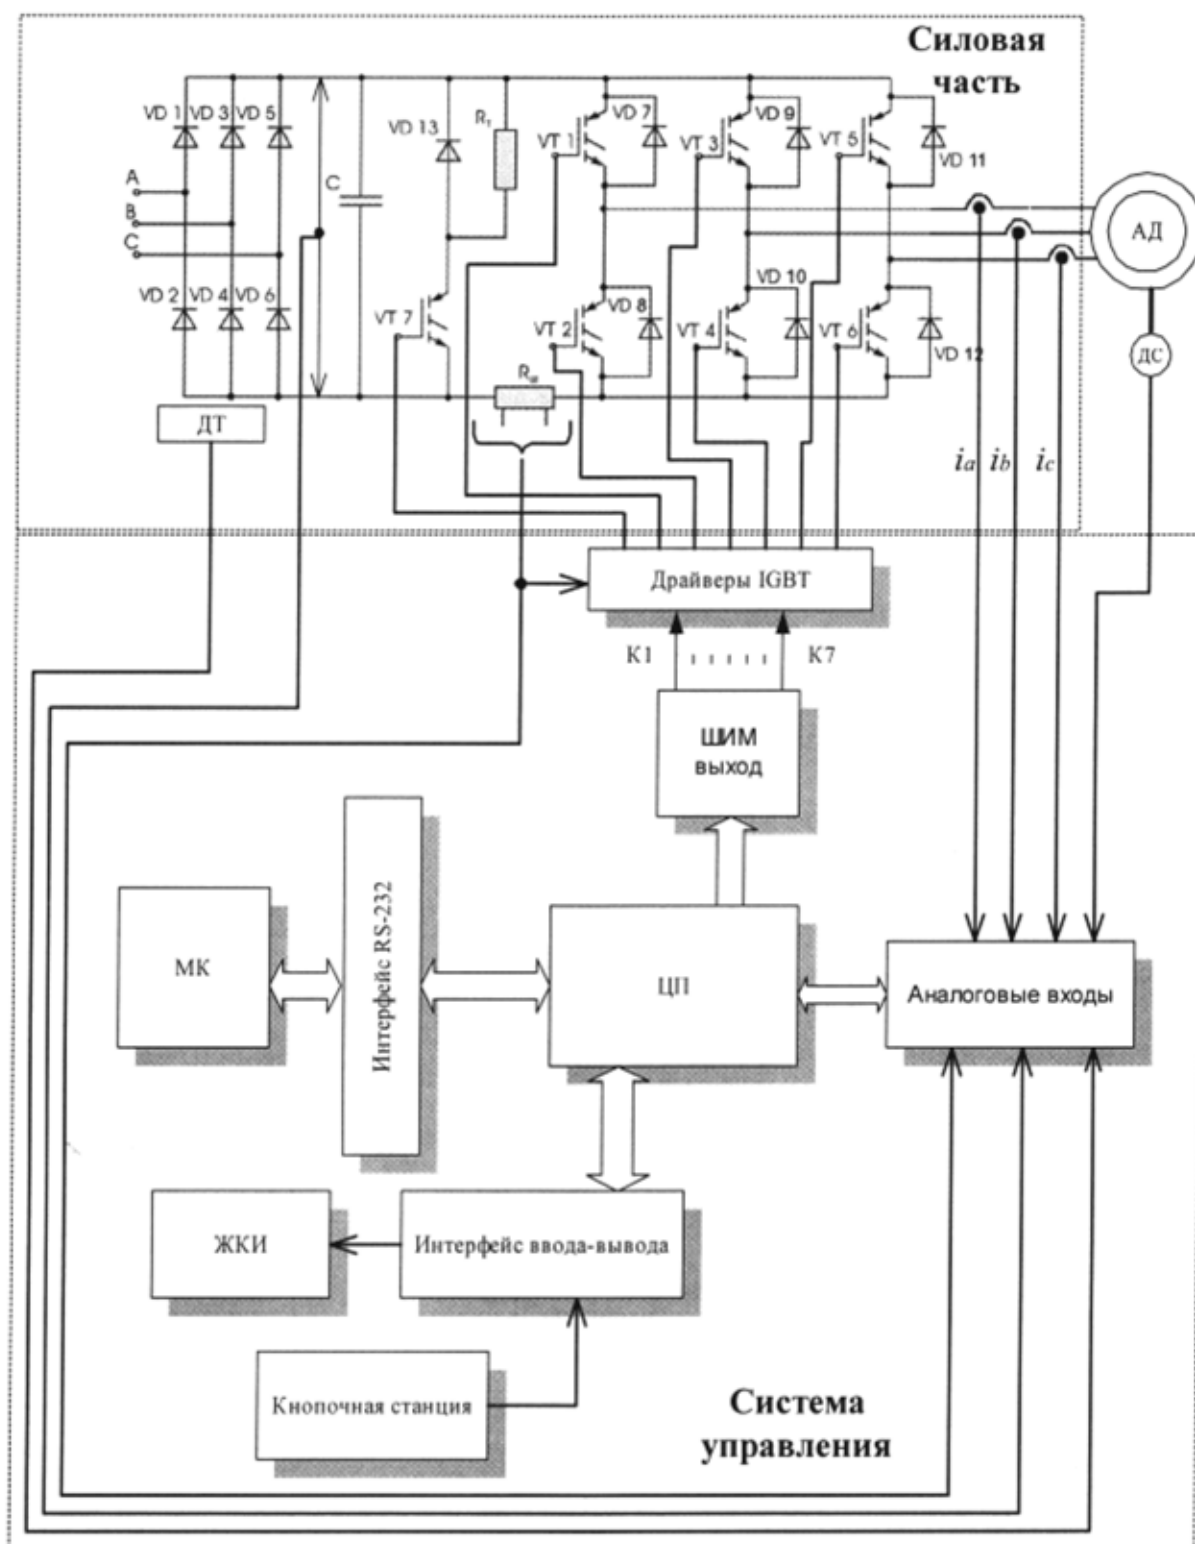 Силовая
часть
VD 1
VD 3
VD 5
VD 13
Rт
VT 1
VD 7
VT 3
VD 9
VT 5
VD 11
A
B
C
C
АД
VD 2
VD 4
VD 6
VT 7
VT 2
VD 8
VT 4
VD 10
VT 6
VD 12
ДС
Rш
ДТ
ia
ib
ic
Драйверы IGBT
К1
К7
ШИМ
выход
МК
Интерфейс RS-232
ЦП
Аналоговые входы
ЖКИ
Интерфейс ввода-вывода
Кнопочная станция
Система
управления